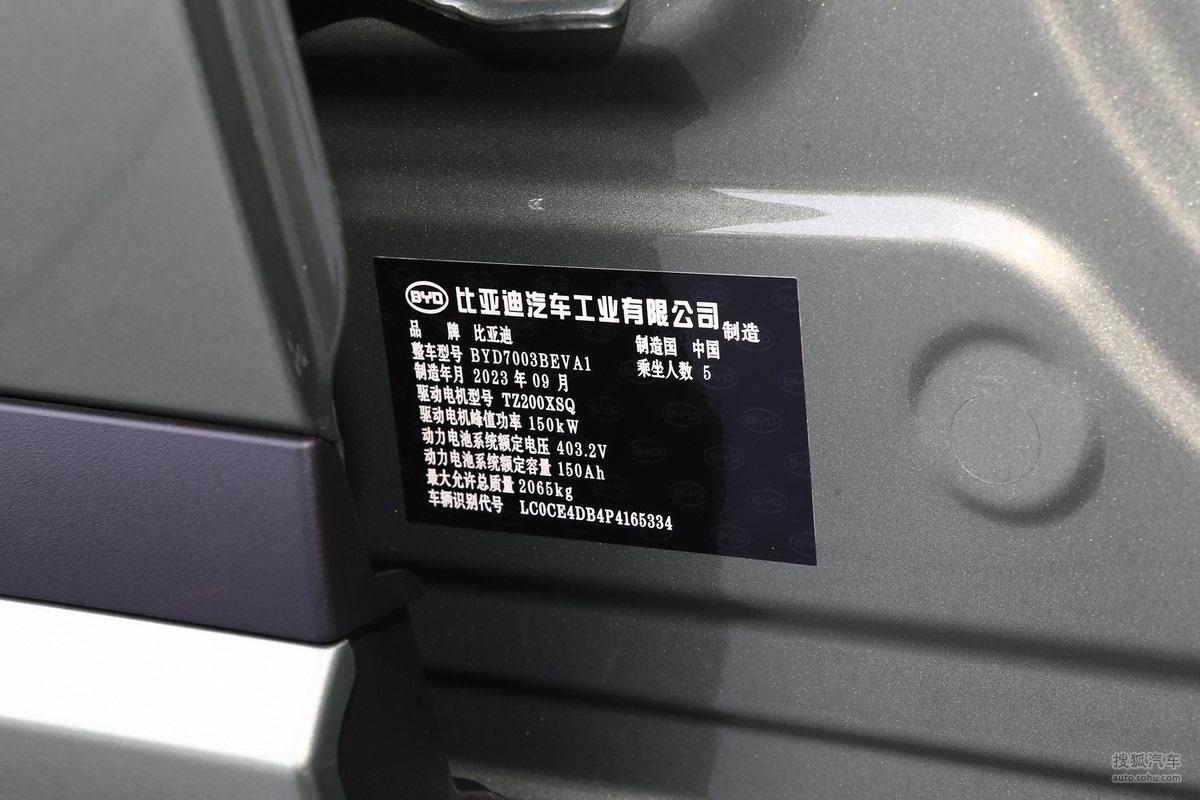 BYD 比亚迪汽车工业有限公司制造
品 牌 比亚迪 制造国 中国
整车型号 BYD7003BEVA1 乘坐人数 5
制造年月 2023 年 09 月
驱动电机型号 TZ200XSQ
驱动电机峰值功率 150kW
动力电池系统额定电压 403.2V
动力电池系统额定容量 150Ah
最大允许总质量 2065kg
车辆识别代号 LC0CE4DB4P4165334
搜狐汽车
auto.sohu.com